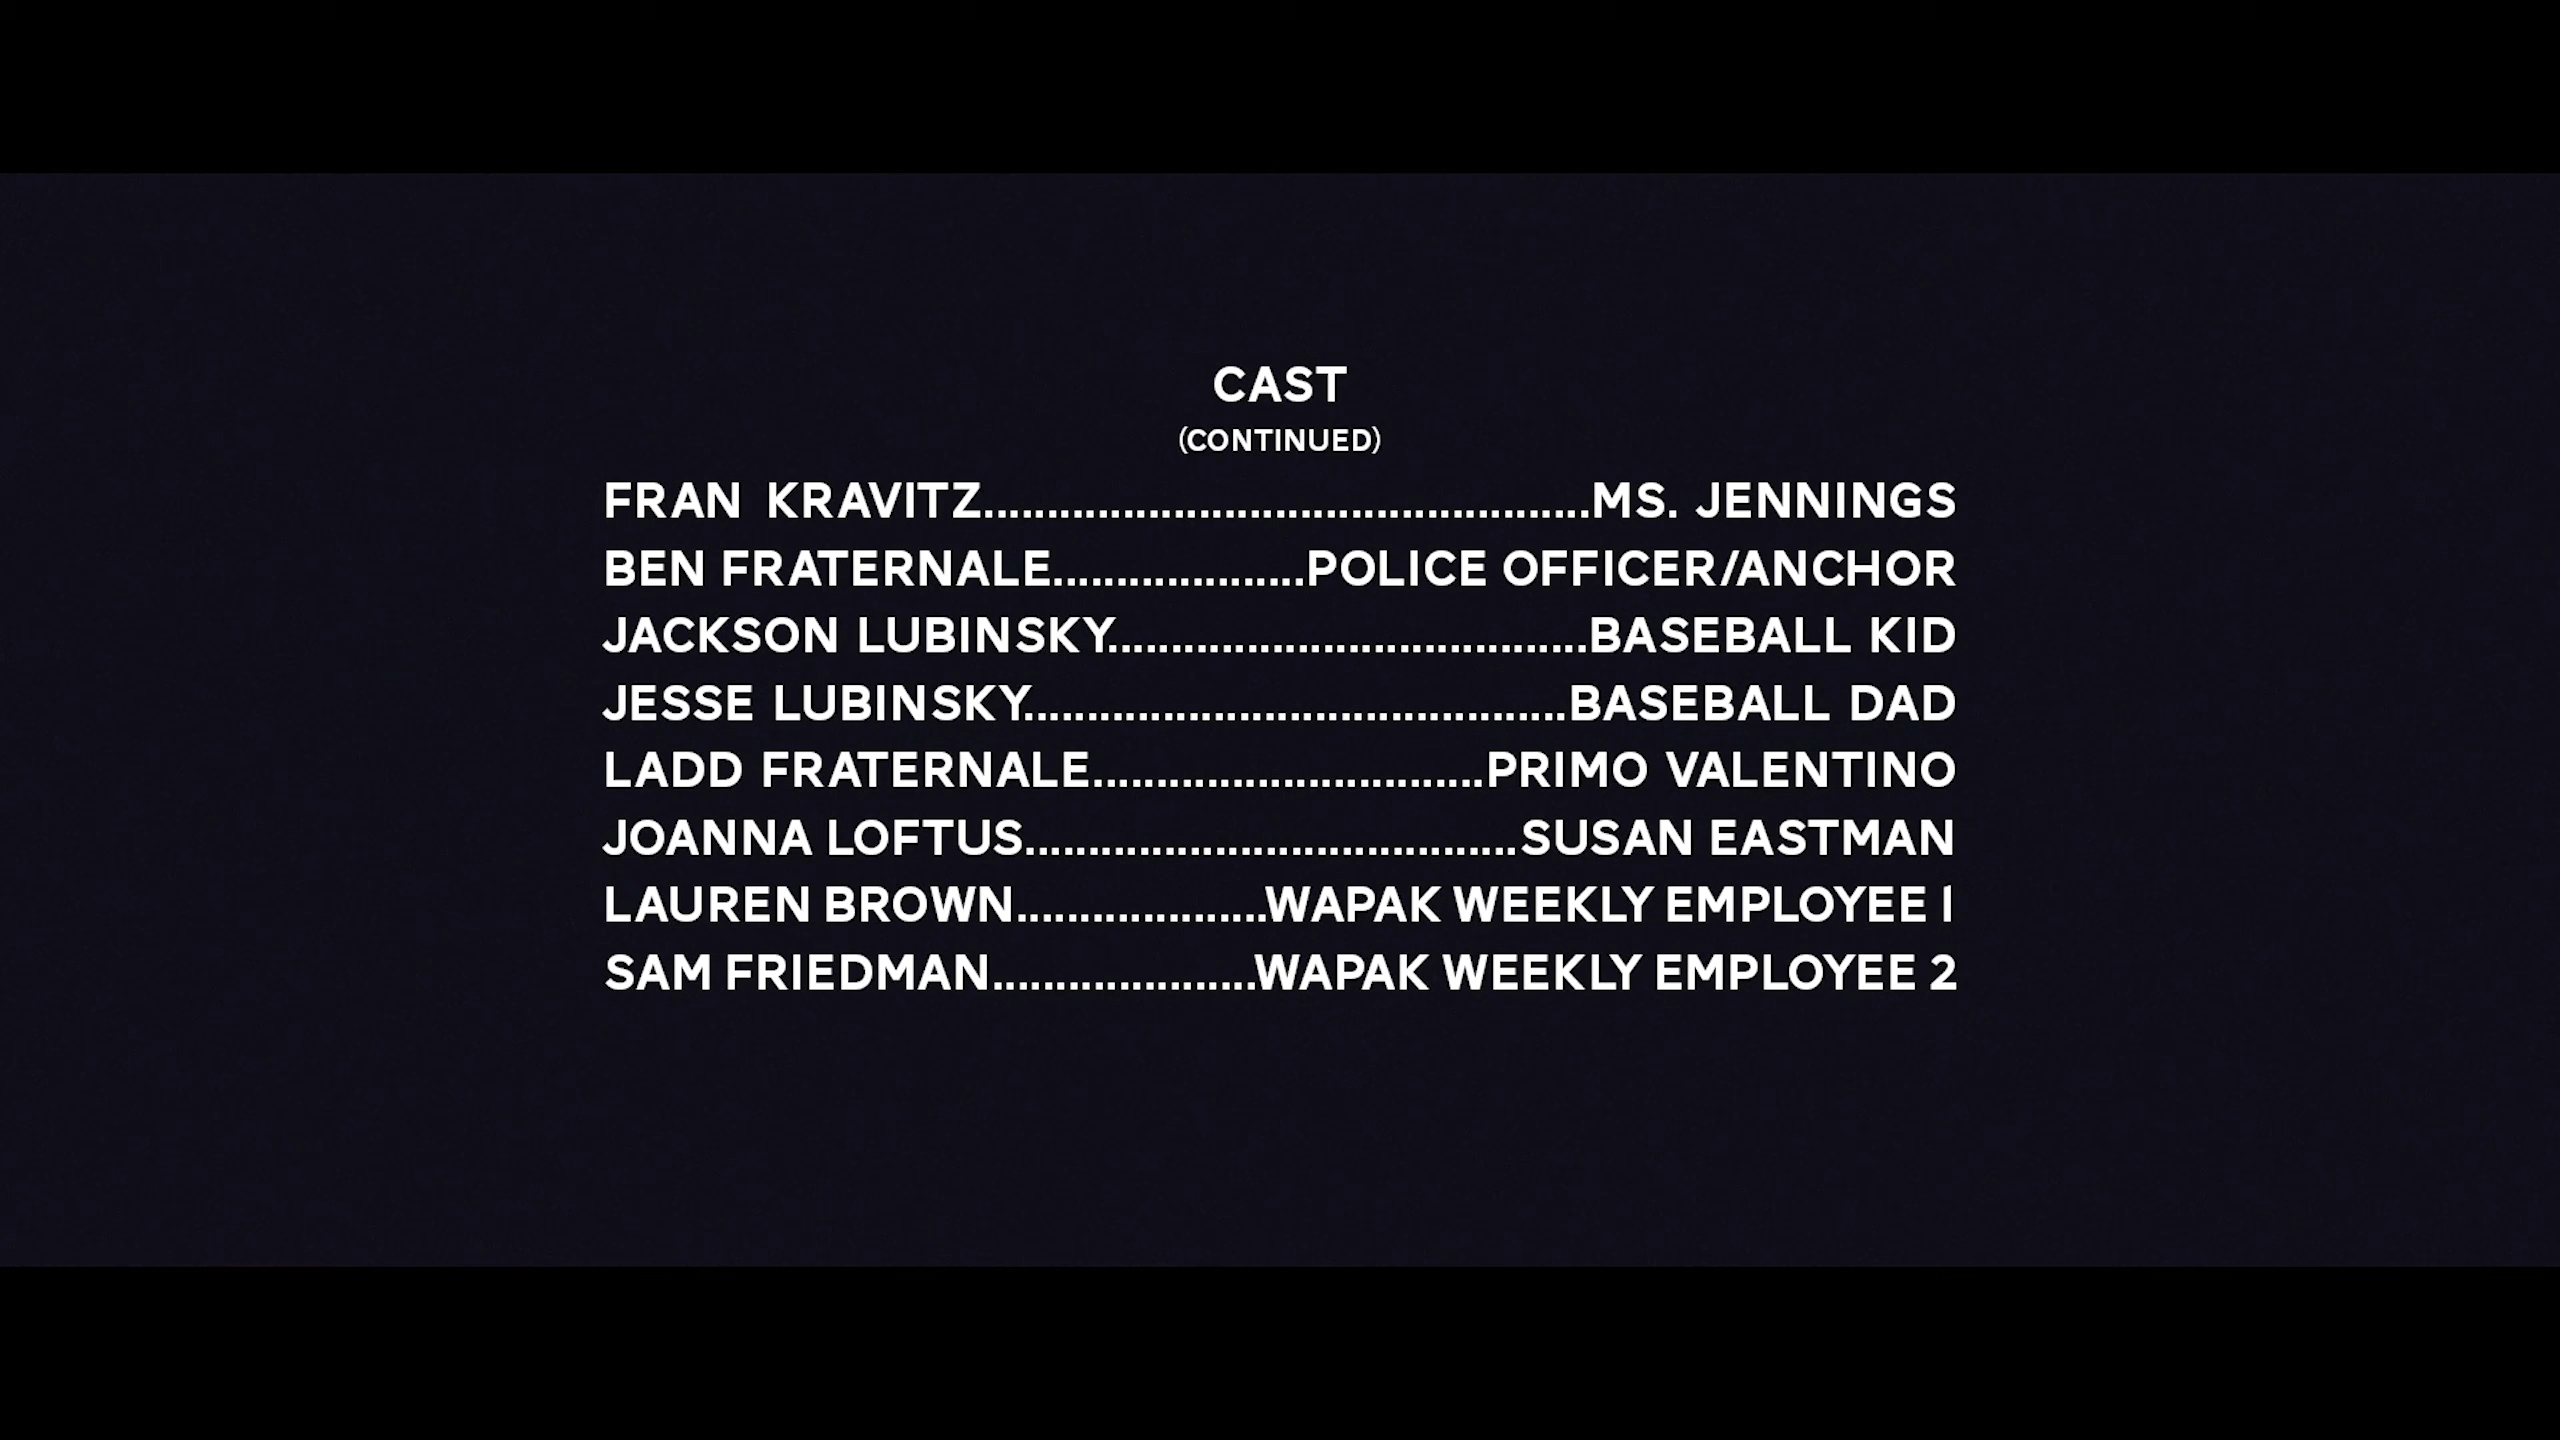 CAST
(CONTINUED)
FRAN KRAVITZ................................................MS. JENNINGS
BEN FRATERNALE....................POLICE OFFICER/ANCHOR
JACKSON LUBINSKY......................................BASEBALL KID
JESSE LUBINSKY...........................................BASEBALL DAD
LADD FRATERNALE...............................PRIMO VALENTINO
JOANNA LOFTUS.......................................SUSAN EASTMAN
LAUREN BROWN....................WAPAK WEEKLY EMPLOYEE 1
SAM FRIEDMAN.....................WAPAK WEEKLY EMPLOYEE 2